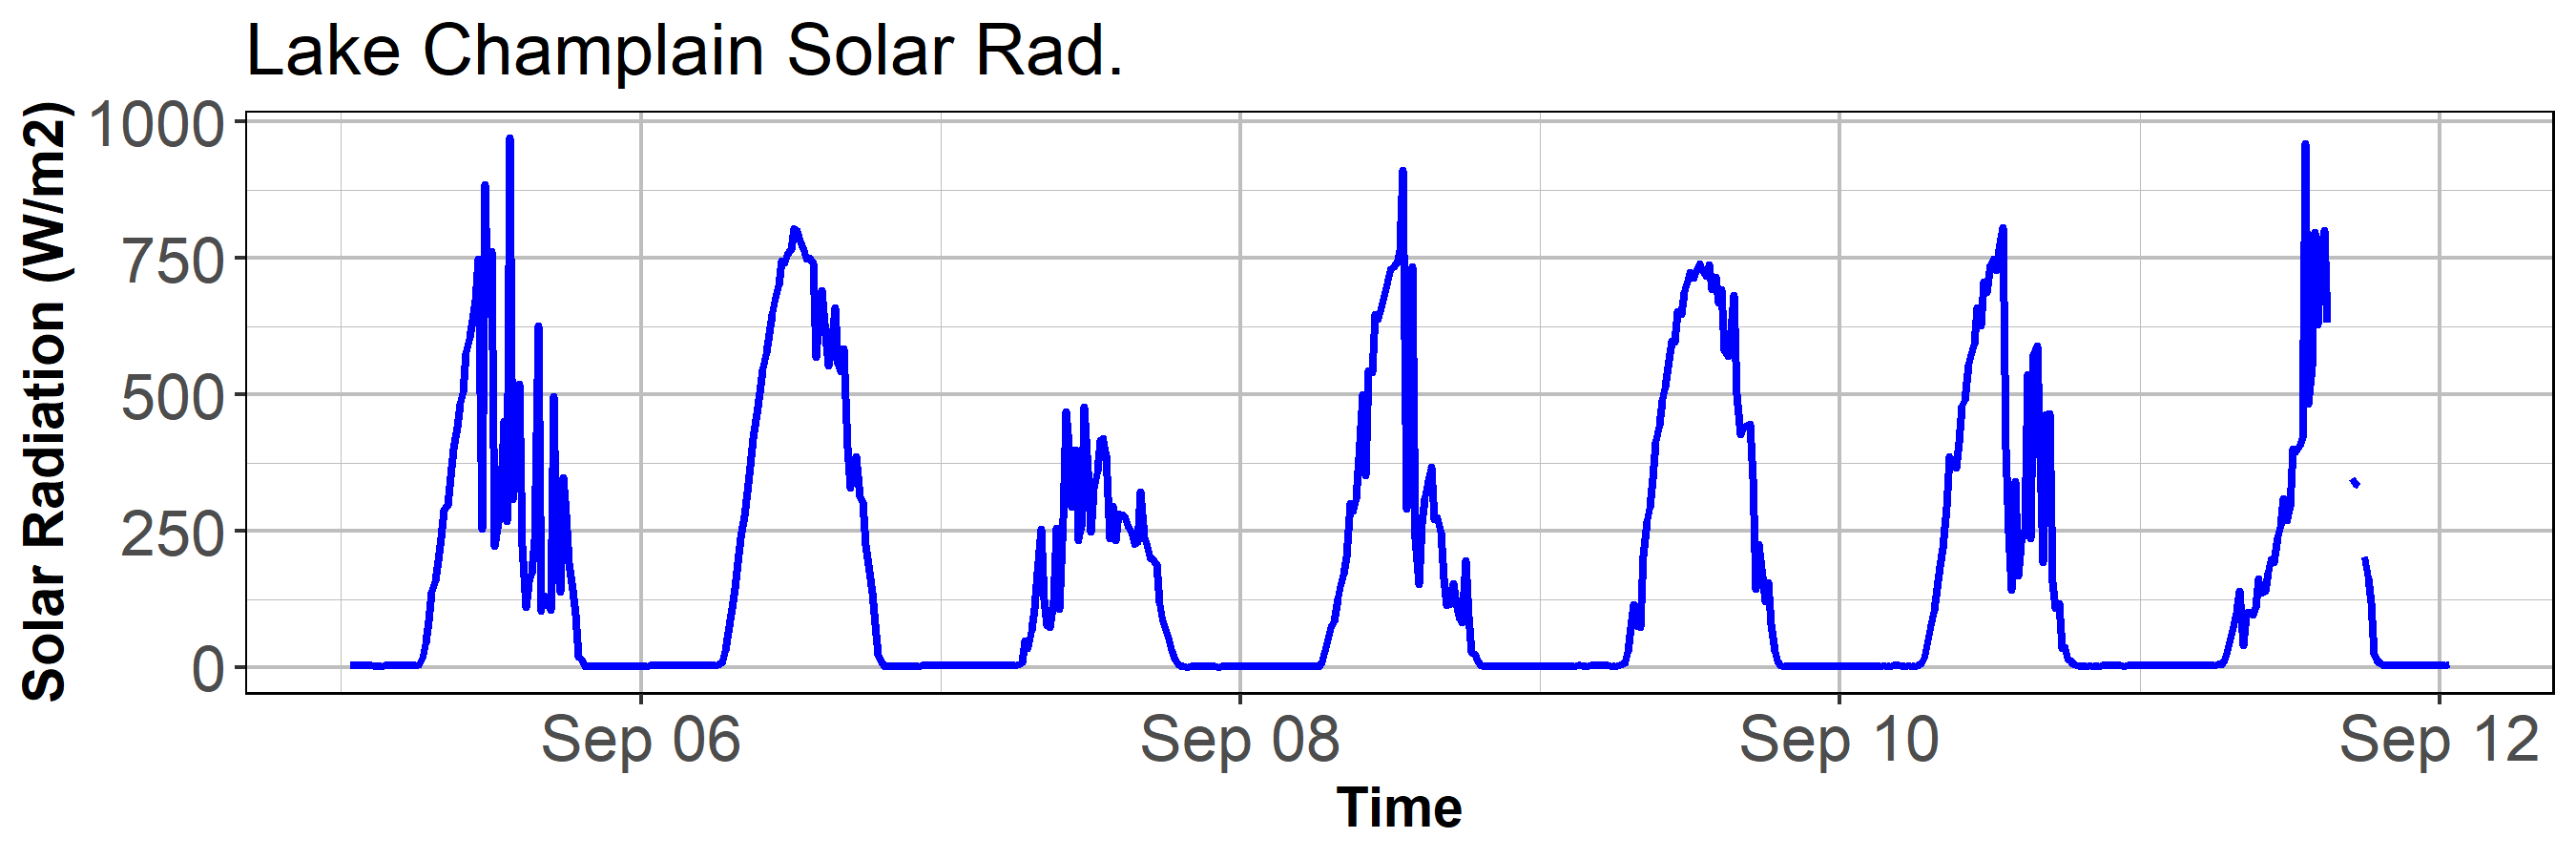 Lake Champlain Solar Rad.
Solar Radiation (W/m2)
1000
750
500
250
0
Sep 06
Sep 08
Sep 10
Sep 12
Time